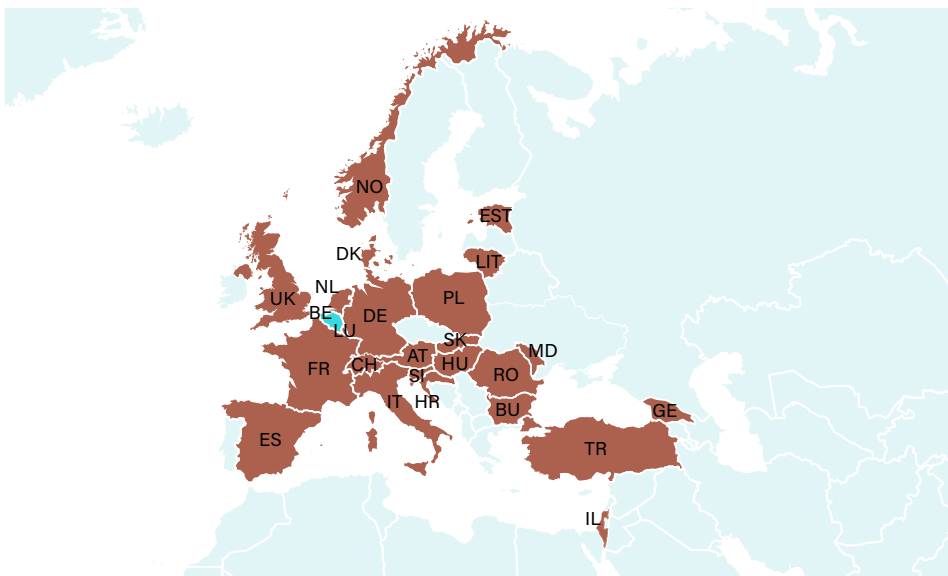 NO
EST
DK
LIT
NL
UK
PL
BE
DE
LU
SK
MD
AT
CH
FR
HU
SI
RO
IT
HR
BU
GE
ES
TR
IL